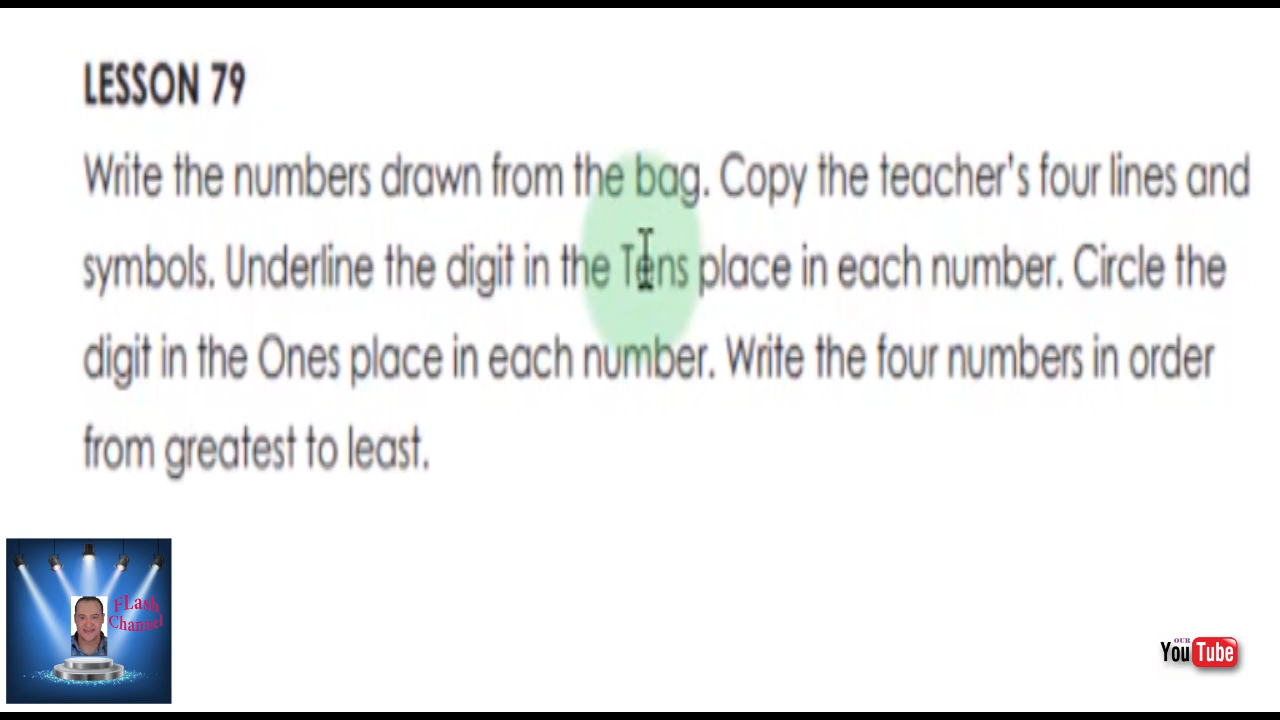 LESSON 79
Write the numbers drawn from the bag. Copy the teacher's four lines and
symbols. Underline the digit in the Tens place in each number. Circle the
digit in the Ones place in each number. Write the four numbers in order
from greatest to least.
FLash
Channel
OUR
YouTube